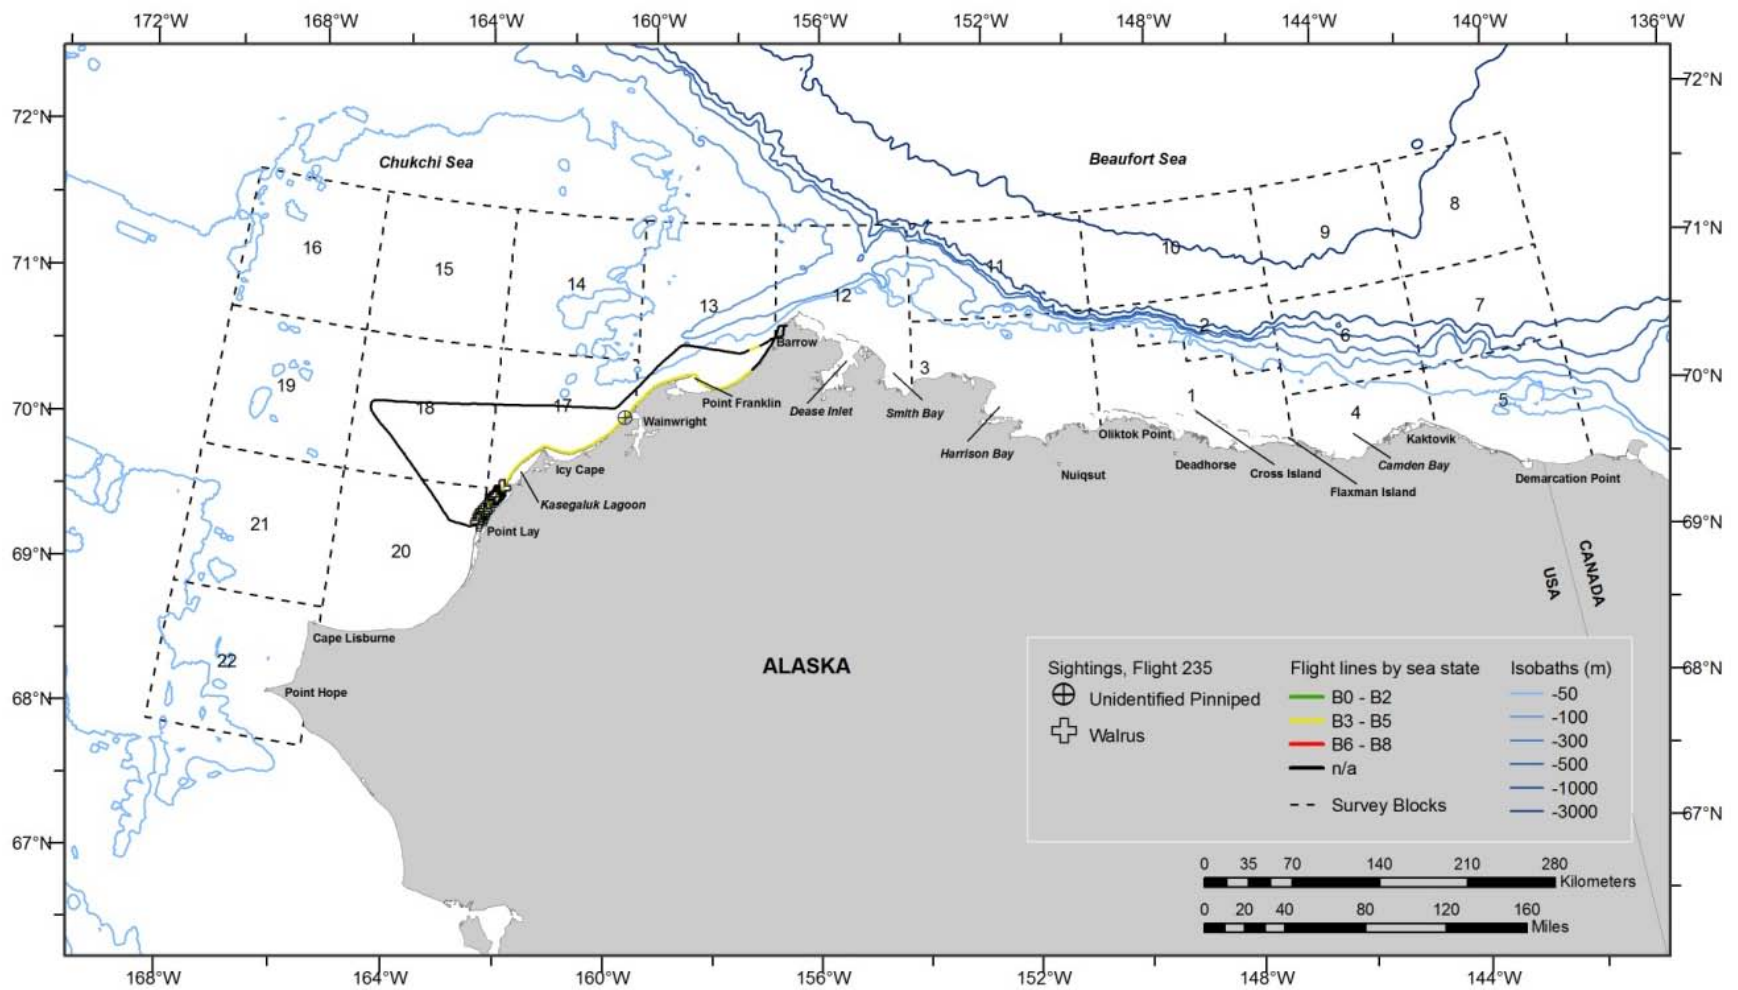 172°W 168°W 164°W 160°W 156°W 152°W 148°W 144°W 140°W 136°W
72°N 72°N
Chukchi Sea Beaufort Sea
8
9
16 10 71°N
71°N 15 11
14 12
13 7
2 6
Barrow
19 3 70°N
Point Franklin Dease Inlet Smith Bay 1 5
70°N 18 17 4
Wainwright
Oliktok Point Kaktovik
Harrison Bay
Icy Cape Deadhorse Camden Bay
Nuiqsut Cross Island Demarcation Point
Flaxman Island
Kasegaluk Lagoon
21 Point Lay 69°N
69°N 20
CANADA
USA
Cape Lisburne
22 ALASKA 68°N
Point Hope
68°N
Sightings, Flight 235
Unidentified Pinniped
Walrus
Flight lines by sea state
B0 - B2
B3 - B5
B6 - B8
n/a
Survey Blocks
Isobaths (m)
-50
-100
-300
-500
-1000
-3000
67°N 67°N
0 35 70 140 210 280
Kilometers
0 20 40 80 120 160
Miles
168°W 164°W 160°W 156°W 152°W 148°W 144°W